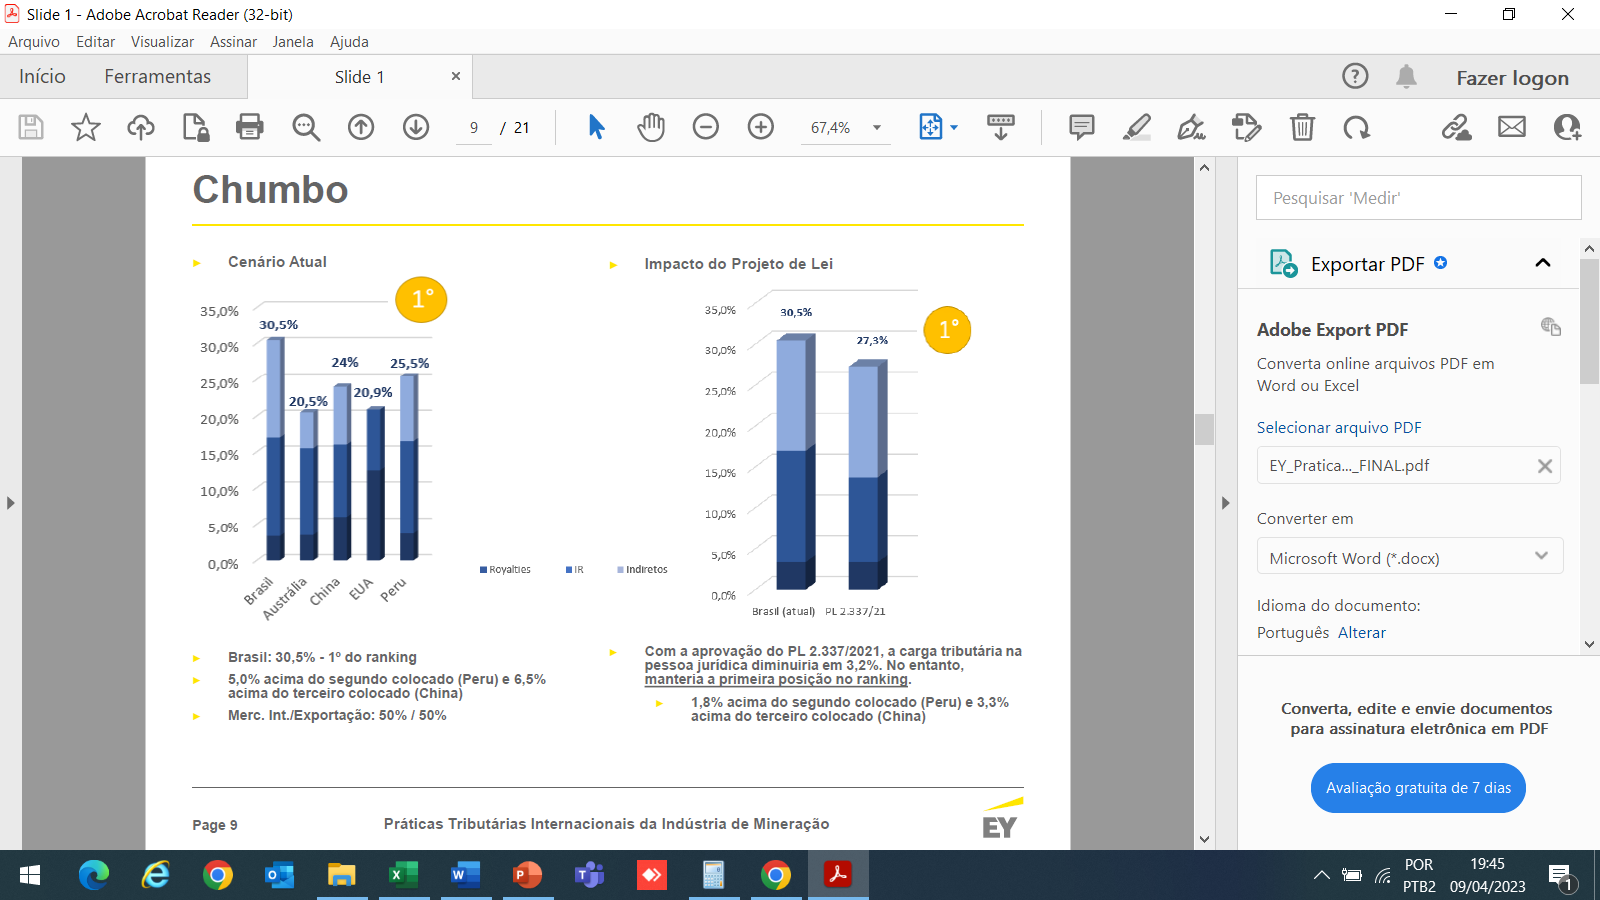 Slide 1 - Adobe Acrobat Reader (32-bit)
Arquivo Editar Visualizar Assinar Janela Ajuda
Início Ferramentas Slide 1 × ? Fazer logon
9 / 21 67,4%
Chumbo
Cenário Atual
1°
35,0%
30,0%
25,0%
20,0%
15,0%
10,0%
5,0%
0,0%
30,5%
20,5%
24%
20,9%
25,5%
Brasil
Austrália
China
EUA
Peru
Royalties IR Indiretos
Brasil: 30,5% - 1º do ranking
5,0% acima do segundo colocado (Peru) e 6,5%
acima do terceiro colocado (China)
Merc. Int./Exportação: 50% / 50%
Impacto do Projeto de Lei
1°
35,0%
30,0%
25,0%
20,0%
15,0%
10,0%
5,0%
0,0%
30,5%
27,3%
Brasil (atual) PL 2.337/21
Com a aprovação do PL 2.337/2021, a carga tributária na
pessoa jurídica diminuiria em 3,2%. No entanto,
manteria a primeira posição no ranking.
1,8% acima do segundo colocado (Peru) e 3,3%
acima do terceiro colocado (China)
Page 9 Práticas Tributárias Internacionais da Indústria de Mineração
EY
Pesquisar 'Medir'
Exportar PDF
Adobe Export PDF
Converta online arquivos PDF em
Word ou Excel
Selecionar arquivo PDF
EY_Pratica..._FINAL.pdf
Converter em
Microsoft Word (*.docx)
Idioma do documento:
Português Alterar
Converta, edite e envie documentos
para assinatura eletrônica em PDF
Avaliação gratuita de 7 dias
POR
PTB2
19:45
09/04/2023
1